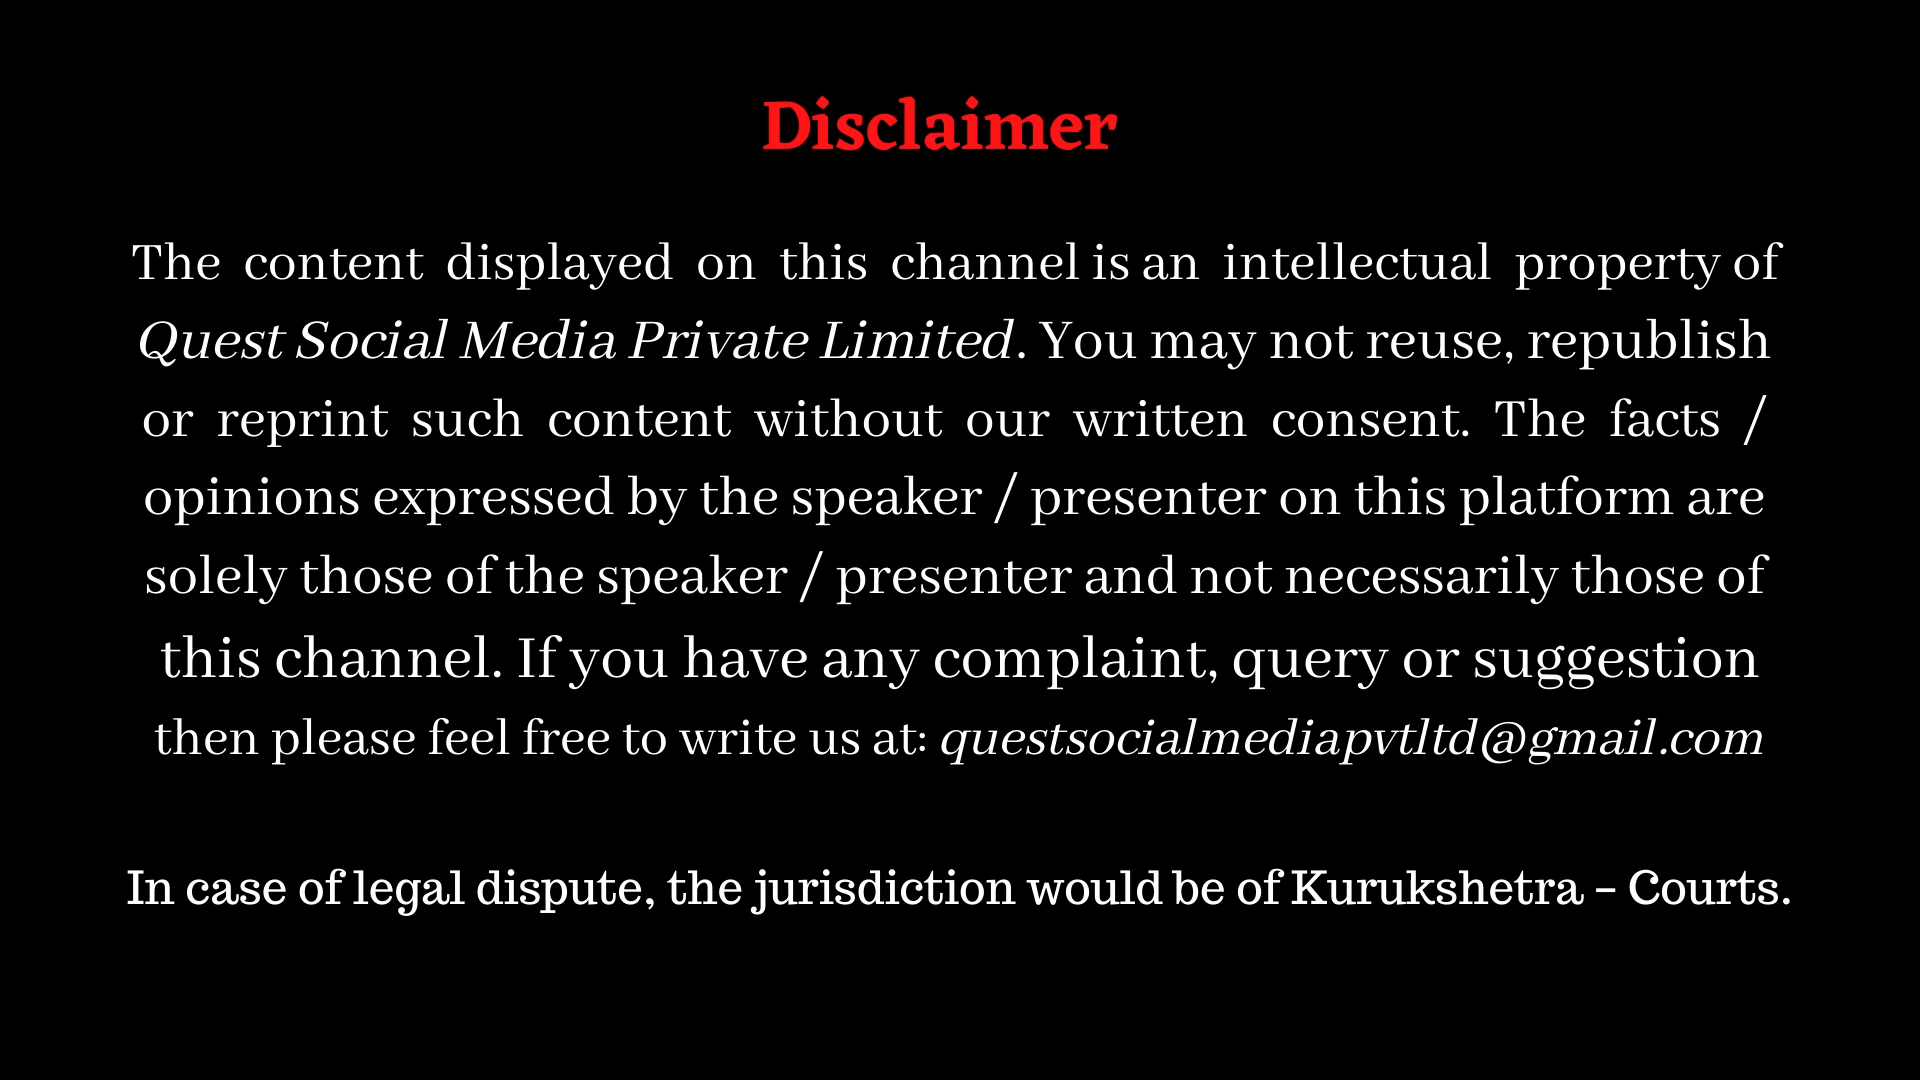 Disclaimer
The content displayed on this channel is an intellectual property of
Quest Social Media Private Limited. You may not reuse, republish
or reprint such content without our written consent. The facts /
opinions expressed by the speaker / presenter on this platform are
solely those of the speaker / presenter and not necessarily those of
this channel. If you have any complaint, query or suggestion
then please feel free to write us at: questsocialmediapvtltd@gmail.com
In case of legal dispute, the jurisdiction would be of Kurukshetra - Courts.